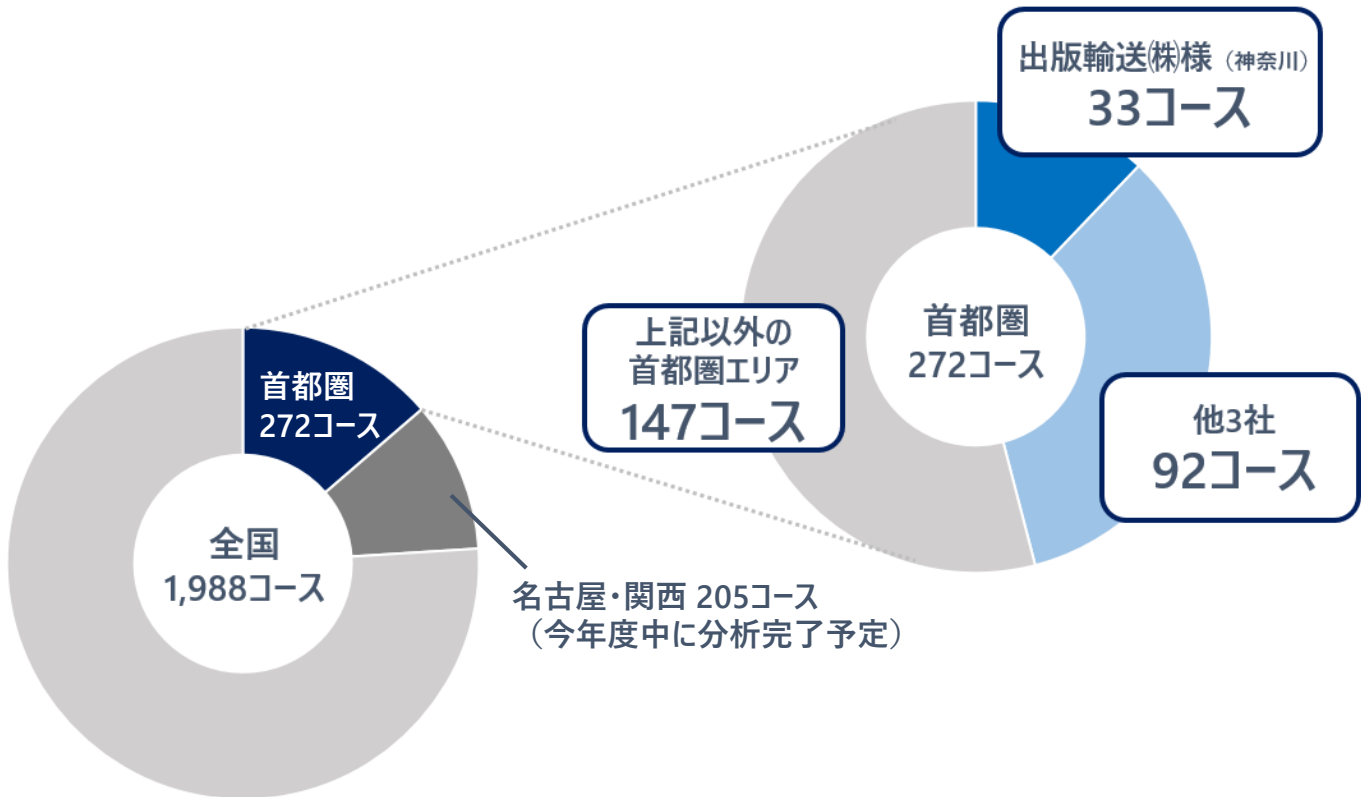 出版輸送㈱様（神奈川）
33コース
首都圏
272コース
上記以外の
首都圏エリア
147コース
他3社
92コース
首都圏
272コース
全国
1,988コース
名古屋・関西 205コース
（今年度中に分析完了予定）